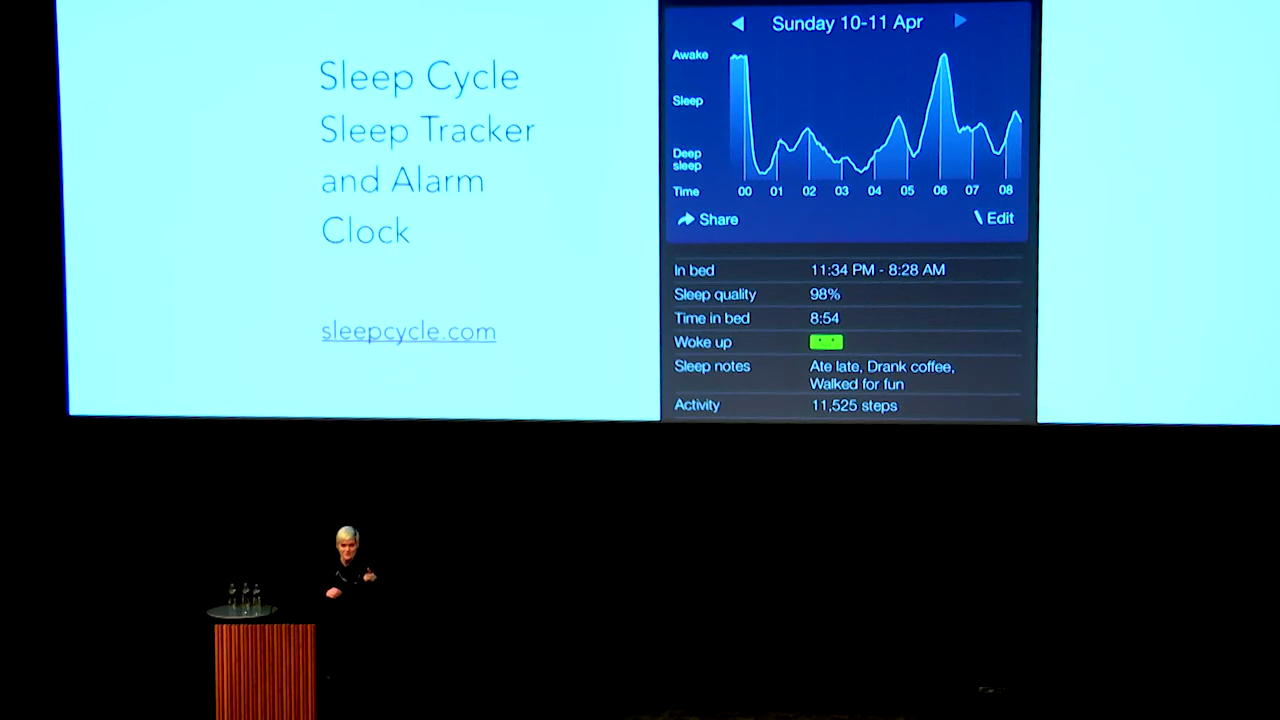 Sleep Cycle
Sleep Tracker
and Alarm
Clock
sleepcycle.com
Sunday 10-11 Apr
Awake
Sleep
Deep
sleep
Time 00 01 02 03 04 05 06 07 08
Share Edit
In bed 11:34 PM - 8:28 AM
Sleep quality 98%
Time in bed 8:54
Woke up
Sleep notes Ate late, Drank coffee,
Walked for fun
Activity 11,525 steps